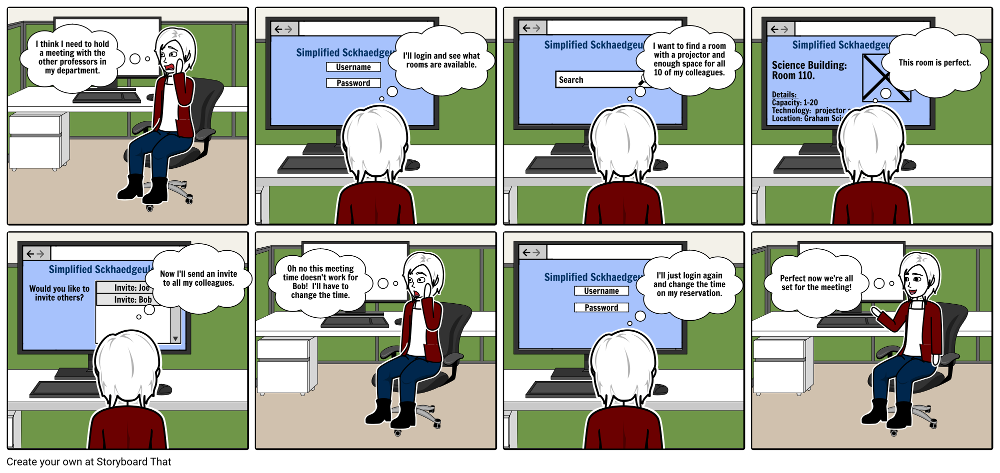 I think I need to hold
a meeting with the
other professors in
my department.
Simplified Sckhaedgeu
Username
Password
I'll login and see what
rooms are available.
Simplified Sckhaedgeu
Search
I want to find a room
with a projector and
enough space for all
10 of my colleagues.
Simplified Sckhaedgeu
Science Building:
Room 110.
Details:
Capacity: 1-20
Technology: projector
Location: Graham Sci
This room is perfect.
Simplified Sckhaedgeul
Would you like to
invite others?
Invite: Joe
Invite: Bob
Now I'll send an invite
to all my colleagues.
Oh no this meeting
time doesn't work for
Bob! I'll have to
change the time.
Simplified Sckhaedgeu
Username
Password
I'll just login again
and change the time
on my reservation.
Perfect now we're all
set for the meeting!
Create your own at Storyboard That